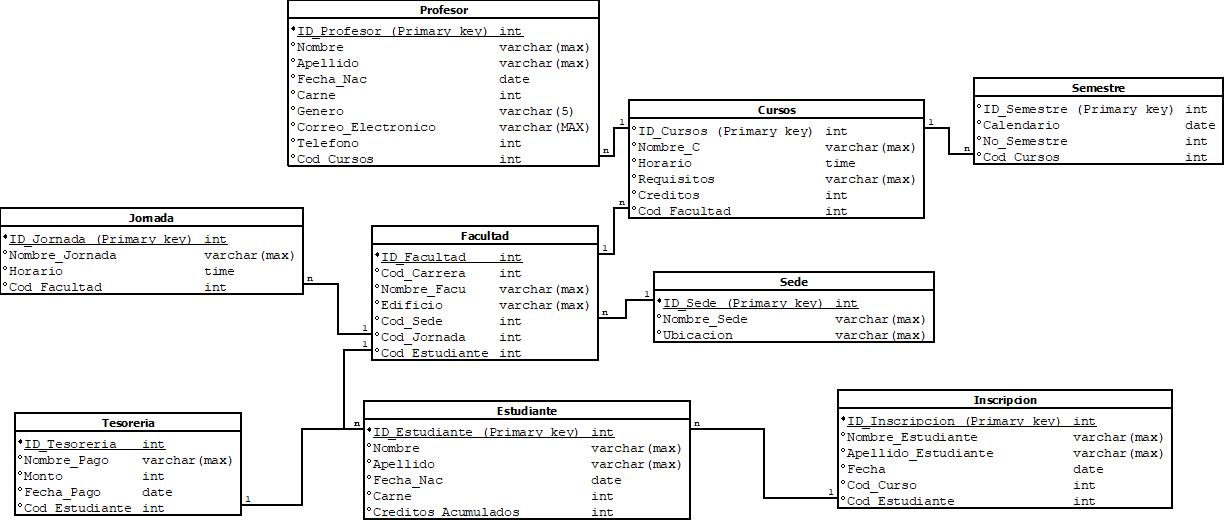 Profesor
ID_Profesor (Primary key) int
Nombre varchar(max)
Apellido varchar(max)
Fecha_Nac date
Carne int
Genero varchar(5)
Correo_Electronico varchar(MAX)
Telefono int
Cod_Cursos int
1
n
Cursos
ID_Cursos (Primary key) int
Nombre_C varchar(max)
Horario time
Requisitos varchar(max)
Creditos int
Cod_Facultad int
1
n
n
Semestre
ID_Semestre (Primary key) int
Calendario date
No_Semestre int
Cod_Cursos int
Jornada
ID_Jornada (Primary key) int
Nombre_Jornada varchar(max)
Horario time
Cod_Facultad int
n
1
1
Facultad
ID_Facultad int
Cod_Carrera int
Nombre_Facu varchar(max)
Edificio varchar(max)
Cod_Sede int
Cod_Jornada int
Cod_Estudiante int
1
n
1
Sede
ID_Sede (Primary key) int
Nombre_Sede varchar(max)
Ubicacion varchar(max)
Tesoreria
ID_Tesoreria int
Nombre_Pago varchar(max)
Monto int
Fecha_Pago date
Cod_Estudiante int
1
n
Estudiante
ID_Estudiante (Primary key) int
Nombre varchar(max)
Apellido varchar(max)
Fecha_Nac date
Carne int
Creditos_Acumulados int
n
1
Inscripcion
ID_Inscripcion (Primary key) int
Nombre_Estudiante varchar(max)
Apellido_Estudiante varchar(max)
Fecha date
Cod_Curso int
Cod_Estudiante int